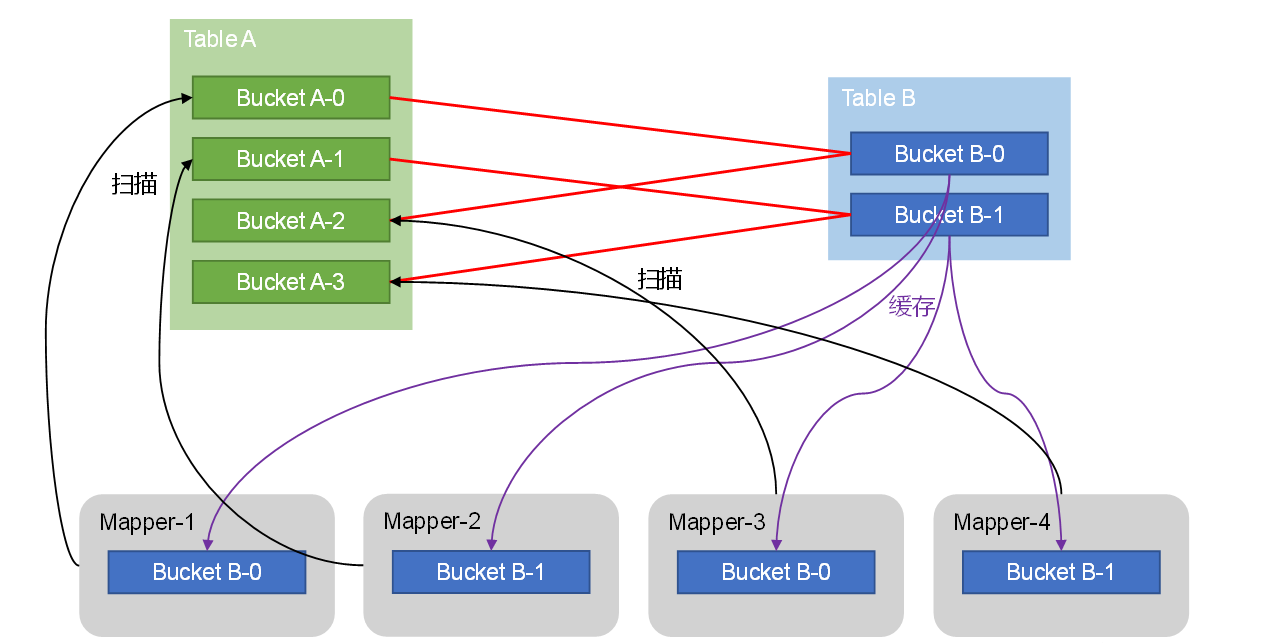 Table A
Bucket A-0
Bucket A-1
Bucket A-2
Bucket A-3
扫描
Table B
Bucket B-0
Bucket B-1
扫描
缓存
Mapper-1
Bucket B-0
Mapper-2
Bucket B-1
Mapper-3
Bucket B-0
Mapper-4
Bucket B-1